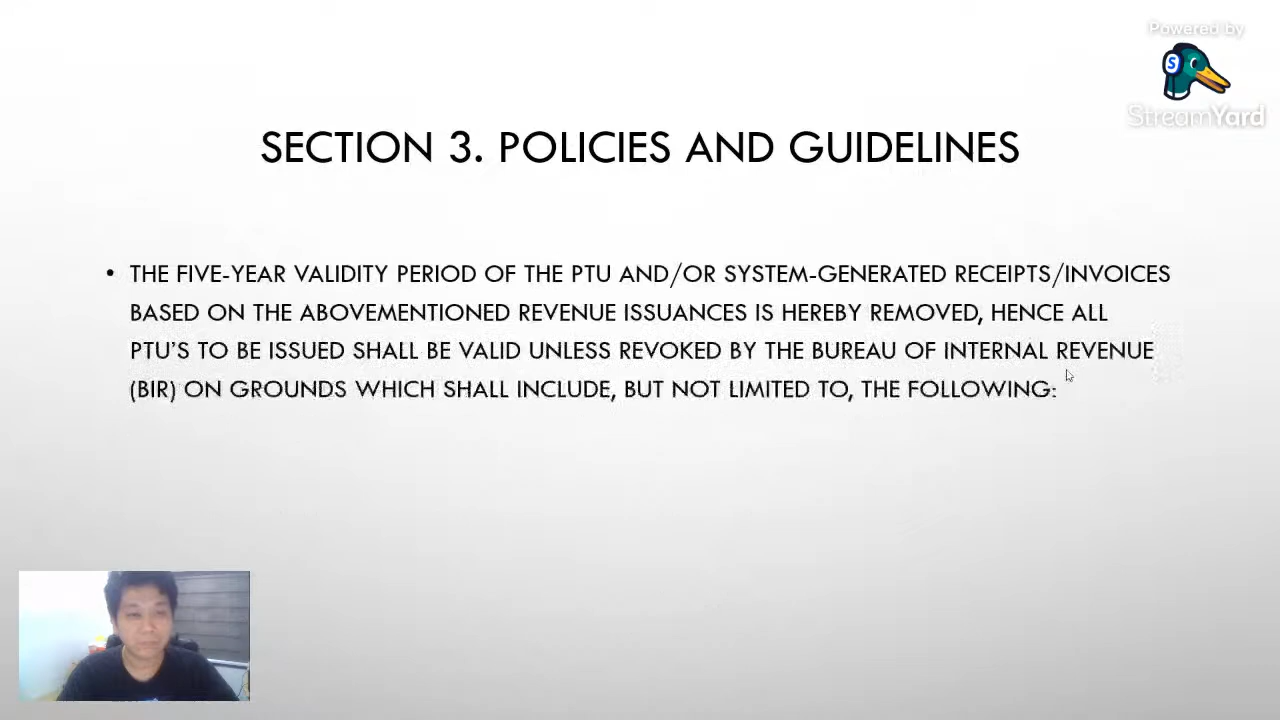 Powered by
S
StreamYard
SECTION 3. POLICIES AND GUIDELINES
• THE FIVE-YEAR VALIDITY PERIOD OF THE PTU AND/OR SYSTEM-GENERATED RECEIPTS/INVOICES
BASED ON THE ABOVEMENTIONED REVENUE ISSUANCES IS HEREBY REMOVED, HENCE ALL
PTU'S TO BE ISSUED SHALL BE VALID UNLESS REVOKED BY THE BUREAU OF INTERNAL REVENUE
(BIR) ON GROUNDS WHICH SHALL INCLUDE, BUT NOT LIMITED TO, THE FOLLOWING: